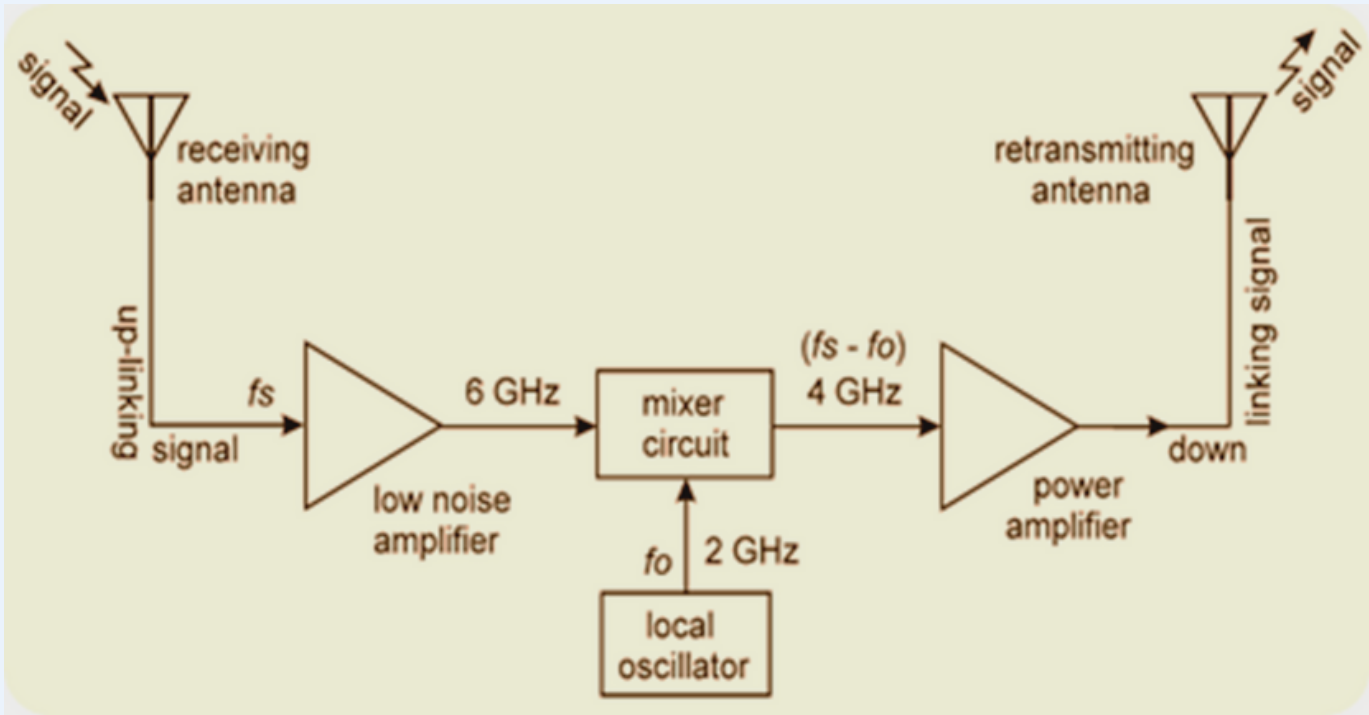 signal
receiving
antenna
up-linking
signal
fs
low noise
amplifier
6 GHz
mixer
circuit
fo
2 GHz
local
oscillator
(fs - fo)
4 GHz
power
amplifier
down
linking signal
retransmitting
antenna
signal